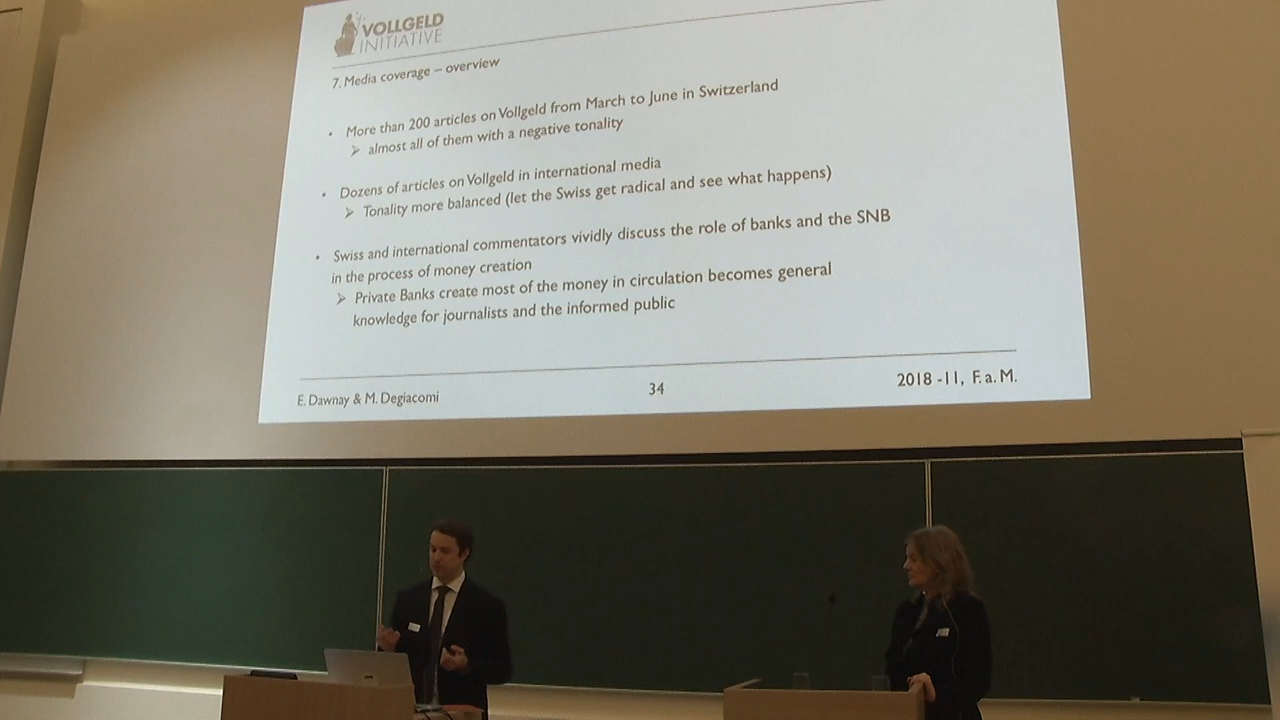 VOLLGELD
INITIATIVE
7. Media coverage – overview
• More than 200 articles on Vollgeld from March to June in Switzerland
➢ almost all of them with a negative tonality
• Dozens of articles on Vollgeld in international media
➢ Tonality more balanced (let the Swiss get radical and see what happens)
• Swiss and international commentators vividly discuss the role of banks and the SNB
in the process of money creation
➢ Private Banks create most of the money in circulation becomes general
knowledge for journalists and the informed public
E. Dawnay & M. Degiacomi
34
2018 -11, F. a. M.